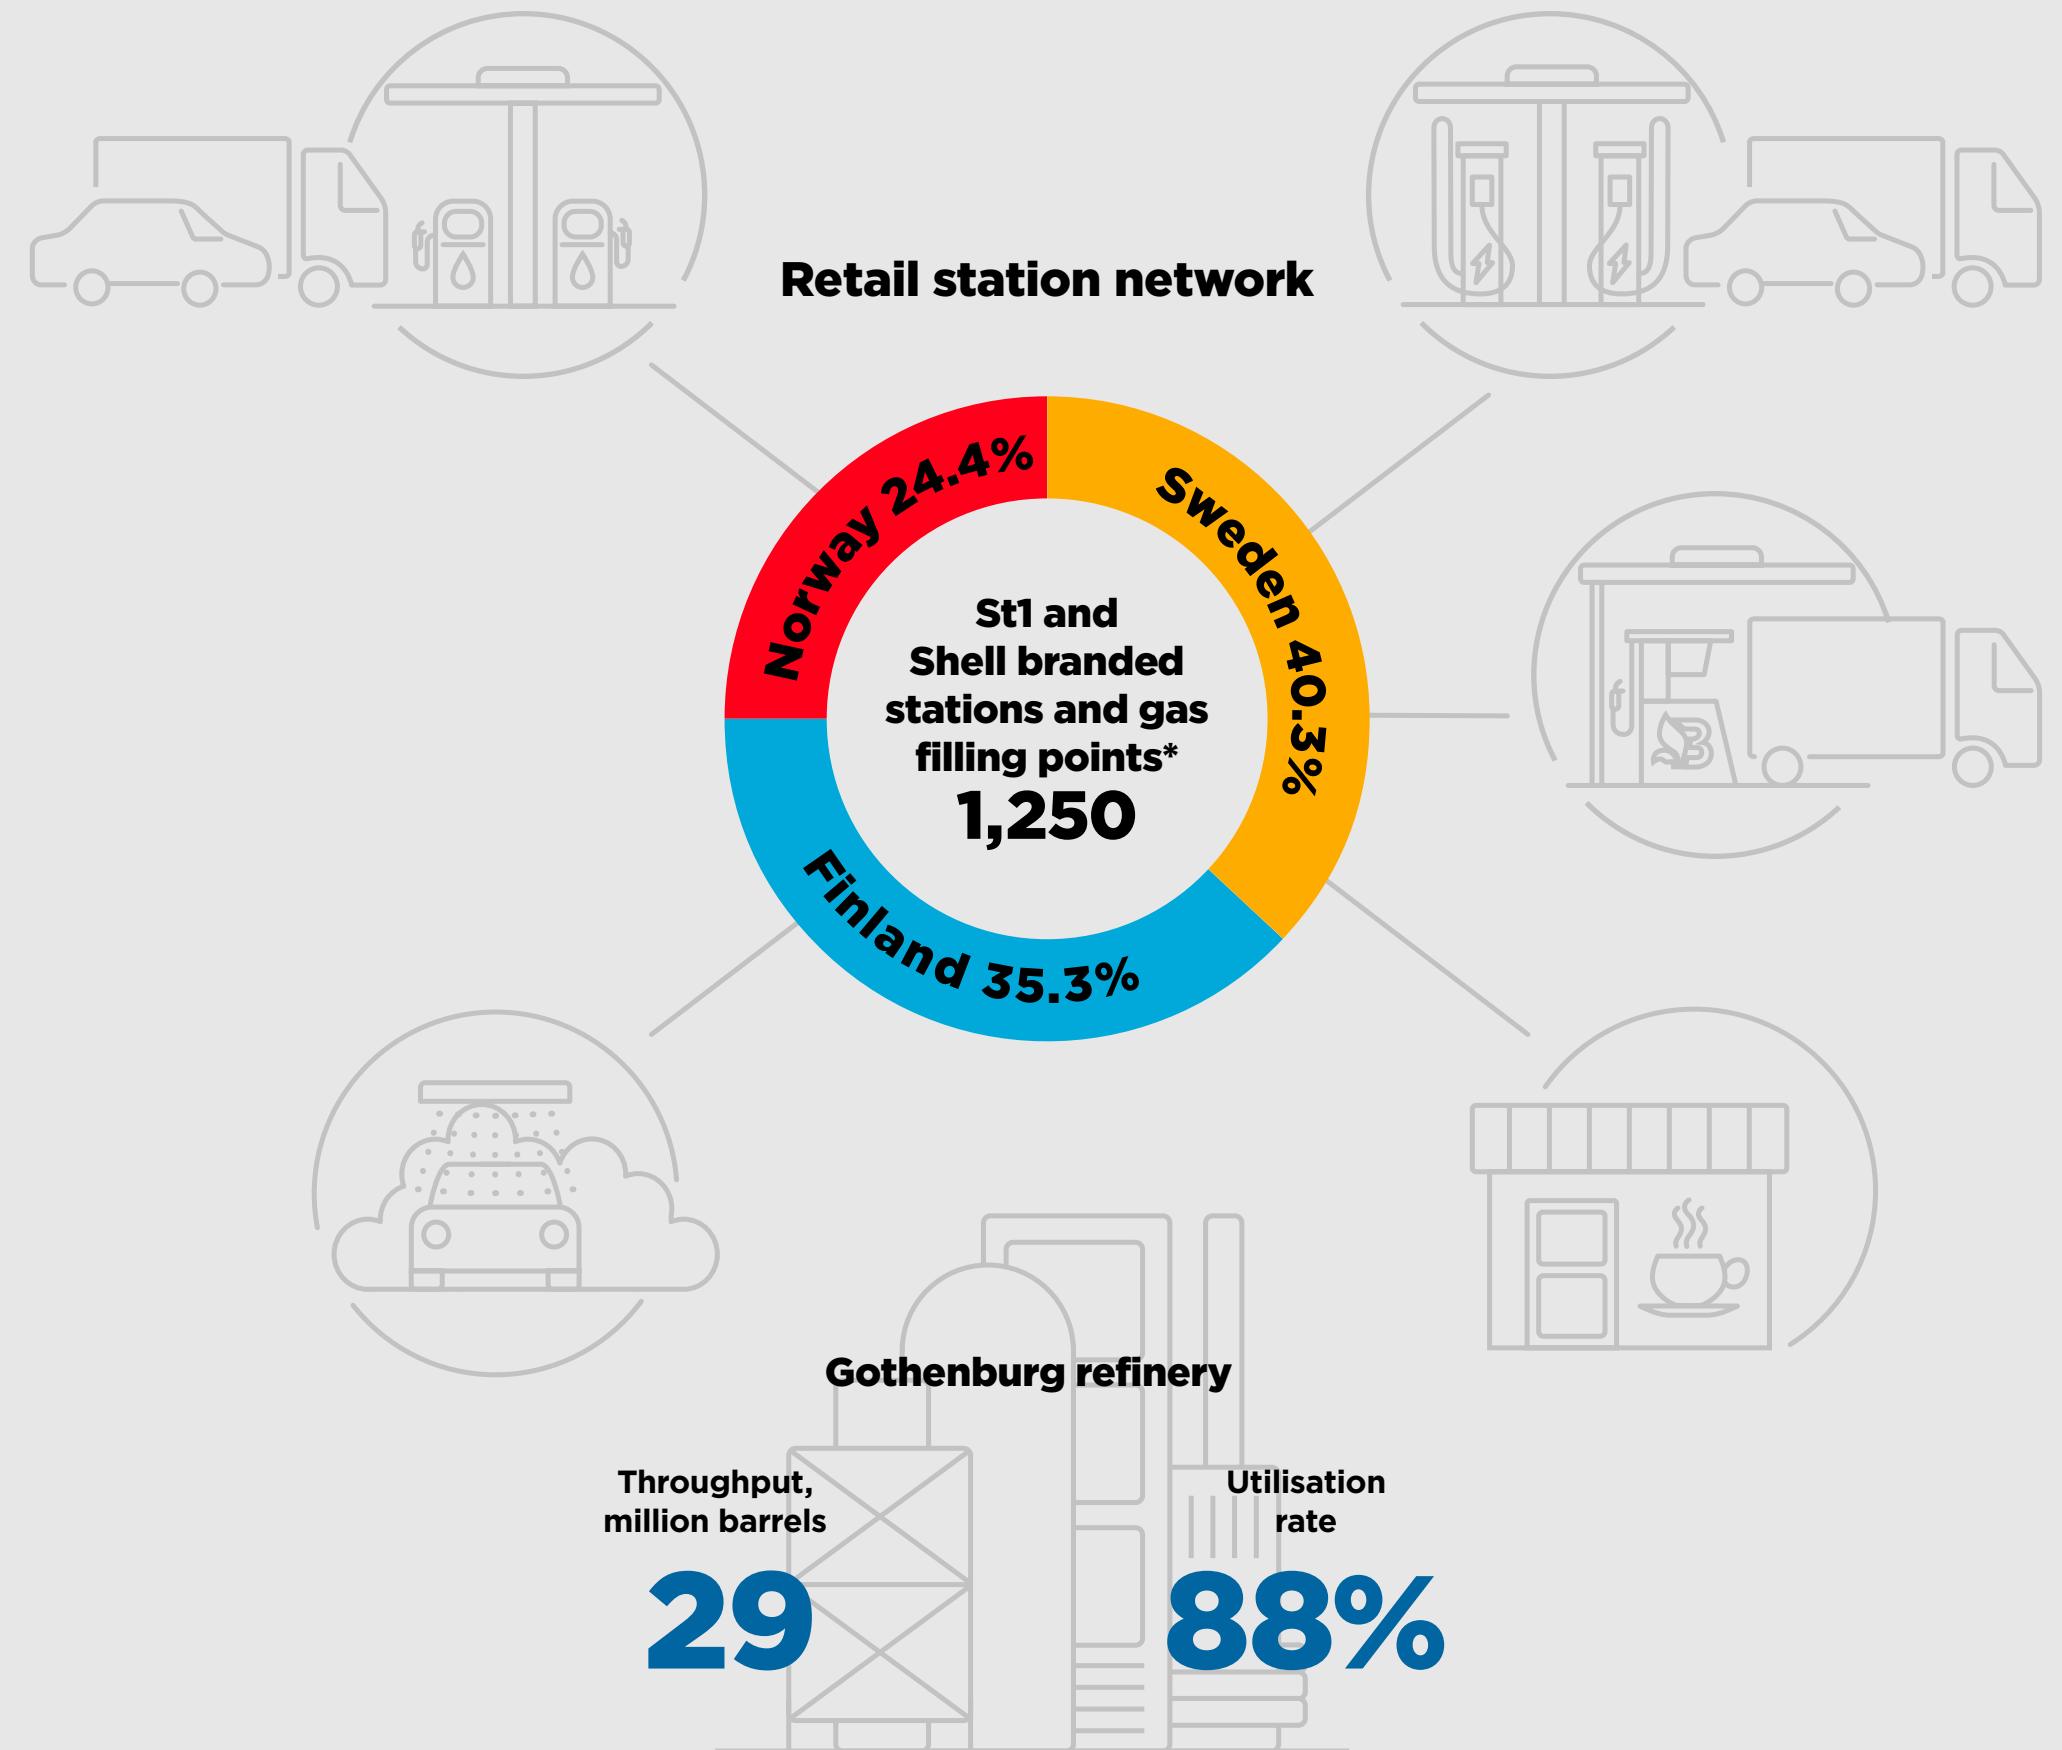 Retail station network
Norway 24.4%
Sweden 40.3%
Finland 35.3%
St1 and
Shell branded
stations and gas
filling points*
1,250
Gothenburg refinery
Throughput,
million barrels
29
Utilisation
rate
88%